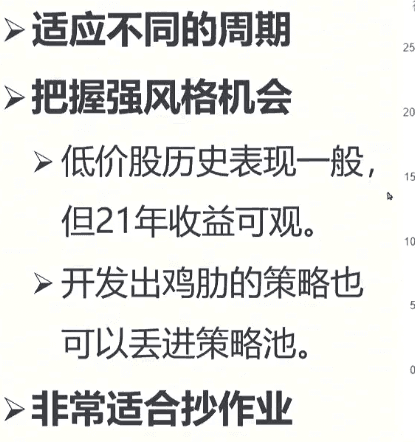 ➢适应不同的周期
➢把握强风格机会
➢低价股历史表现一般，
但21年收益可观。
➢开发出鸡肋的策略也
可以丢进策略池。
➢非常适合抄作业
25
20
15
10
5
0